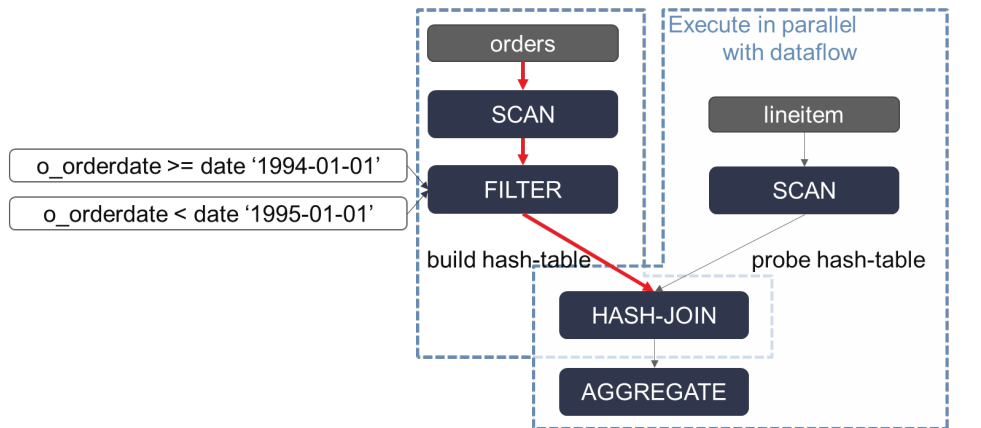 Execute in parallel
with dataflow
orders
SCAN
lineitem
o_orderdate >= date ‘1994-01-01’
FILTER
SCAN
o_orderdate < date ‘1995-01-01’
build hash-table
probe hash-table
HASH-JOIN
AGGREGATE